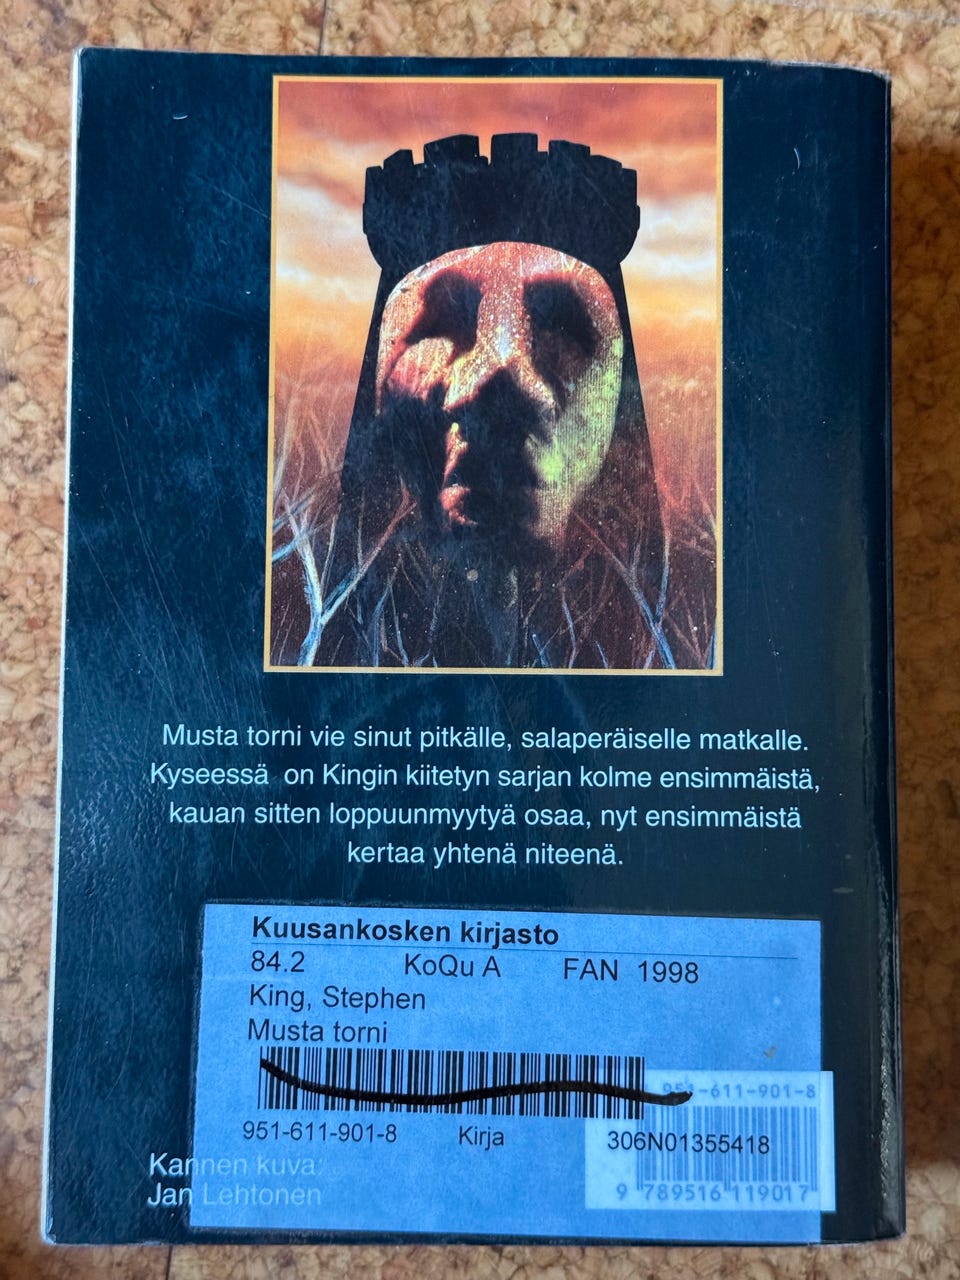 Musta torni vie sinut pitkälle, salaperäiselle matkalle.
Kyseessä on Kingin kiitetyn sarjan kolme ensimmäistä,
kauan sitten loppuunmyytyä osaa, nyt ensimmäistä
kertaa yhtenä niteenä.
Kuusankosken kirjasto
84.2 KoQu A FAN 1998
King, Stephen
Musta torni
951-611-901-8
951-611-901-8 Kirja 306N01355418
Kannen kuva:
Jan Lehtonen
9 789516 119017